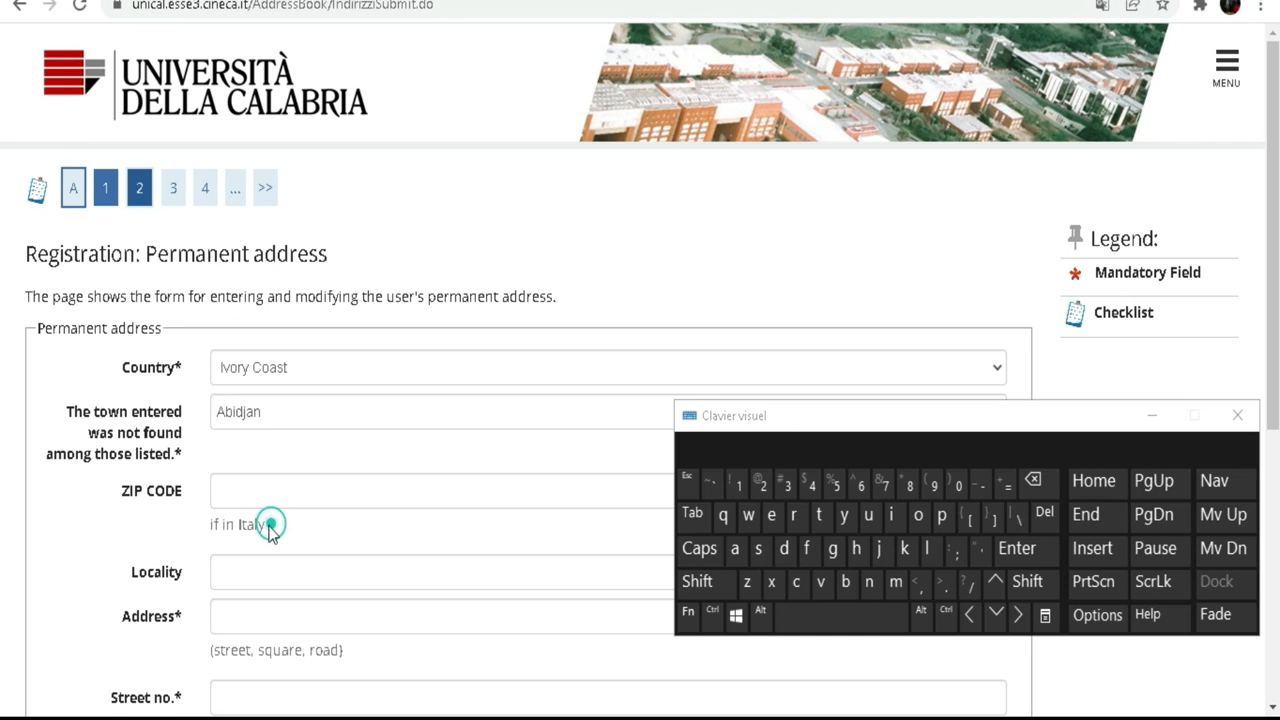 unical.esse3.cineca.it/AddressBook/IndirizziSubmit.do
UNIVERSITÀ
DELLA CALABRIA
MENU
A 1 2 3 4 ... >>
Registration: Permanent address
The page shows the form for entering and modifying the user's permanent address.
Legend:
Mandatory Field
Checklist
Permanent address
Country* Ivory Coast
The town entered
was not found
among those listed.* Abidjan
ZIP CODE
if in Italy
Locality
Address*
(street, square, road}
Street no.*
Clavier visuel
Esc ~ ` ! 1 @ 2 # 3 $ 4 % 5 ^ 6 & 7 * 8 ( 9 ) 0 _ - + = Home PgUp Nav
Tab q w e r t y u i o p { [ } ] | \ Del End PgDn Mv Up
Caps a s d f g h j k l : ; " ' Enter Insert Pause Mv Dn
Shift z x c v b n m < , > . ? / Shift PrtScn ScrLk Dock
Fn Ctrl Alt Alt Ctrl Options Help Fade